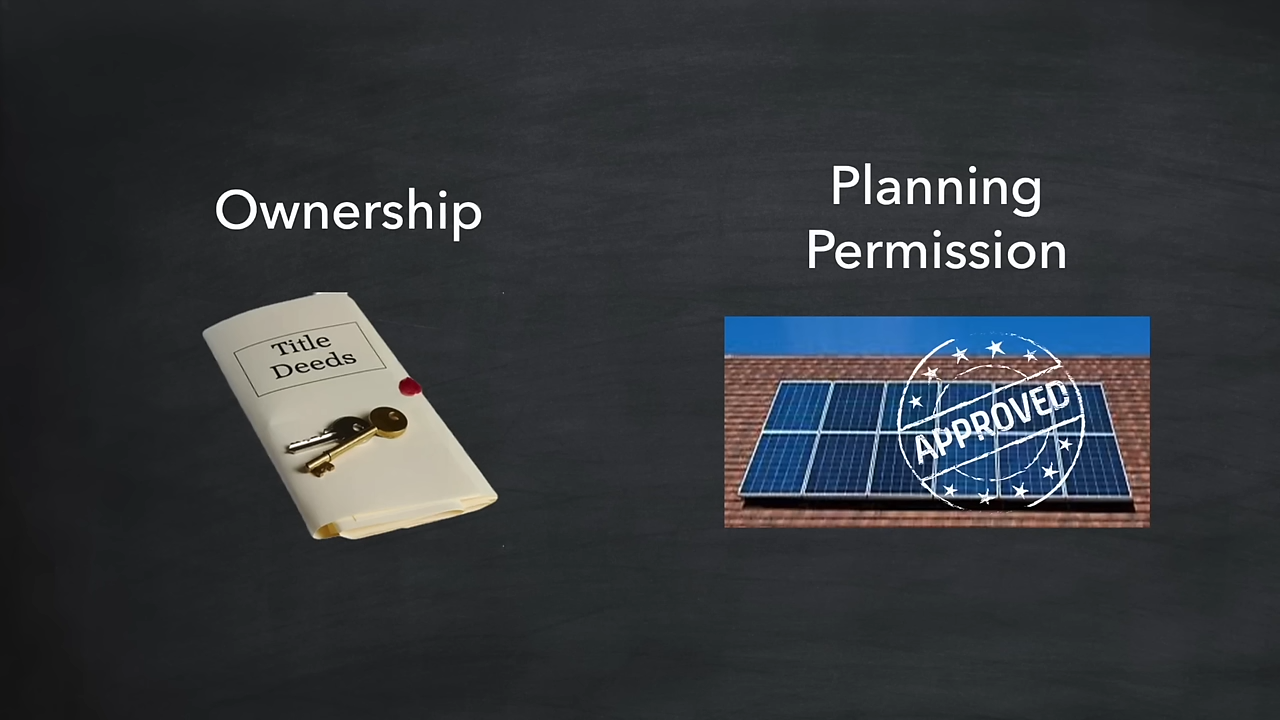 Ownership
Title
Deeds
Planning
Permission
APPROVED